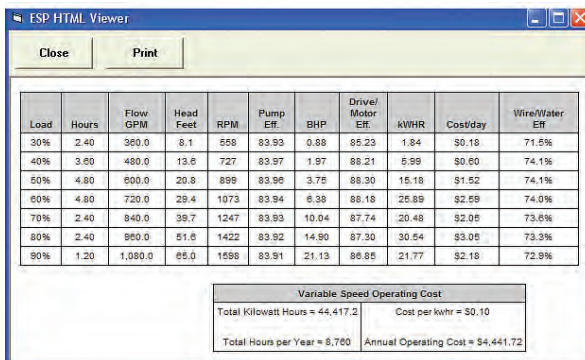 ESP HTML Viewer
Close Print
Load Hours Flow GPM Head Feet RPM Pump Eff. BHP Drive/ Motor Eff. kWHR Cost/day Wire/Water Eff
30% 2.40 360.0 8.1 558 83.93 0.88 85.23 1.84 $0.18 71.5%
40% 3.60 480.0 13.6 727 83.97 1.97 88.21 5.99 $0.60 74.1%
50% 4.80 600.0 20.8 899 83.96 3.75 88.30 15.18 $1.52 74.1%
60% 4.80 720.0 29.4 1073 83.94 6.38 88.18 25.89 $2.59 74.0%
70% 2.40 840.0 39.7 1247 83.93 10.04 87.74 20.48 $2.05 73.6%
80% 2.40 960.0 51.6 1422 83.92 14.90 87.30 30.54 $3.05 73.3%
90% 1.20 1,080.0 65.0 1598 83.91 21.13 86.85 21.77 $2.18 72.9%
Variable Speed Operating Cost
Total Kilowatt Hours = 44,417.2 Cost per kwhr = $0.10
Total Hours per Year = 8,760 Annual Operating Cost = $4,441.72